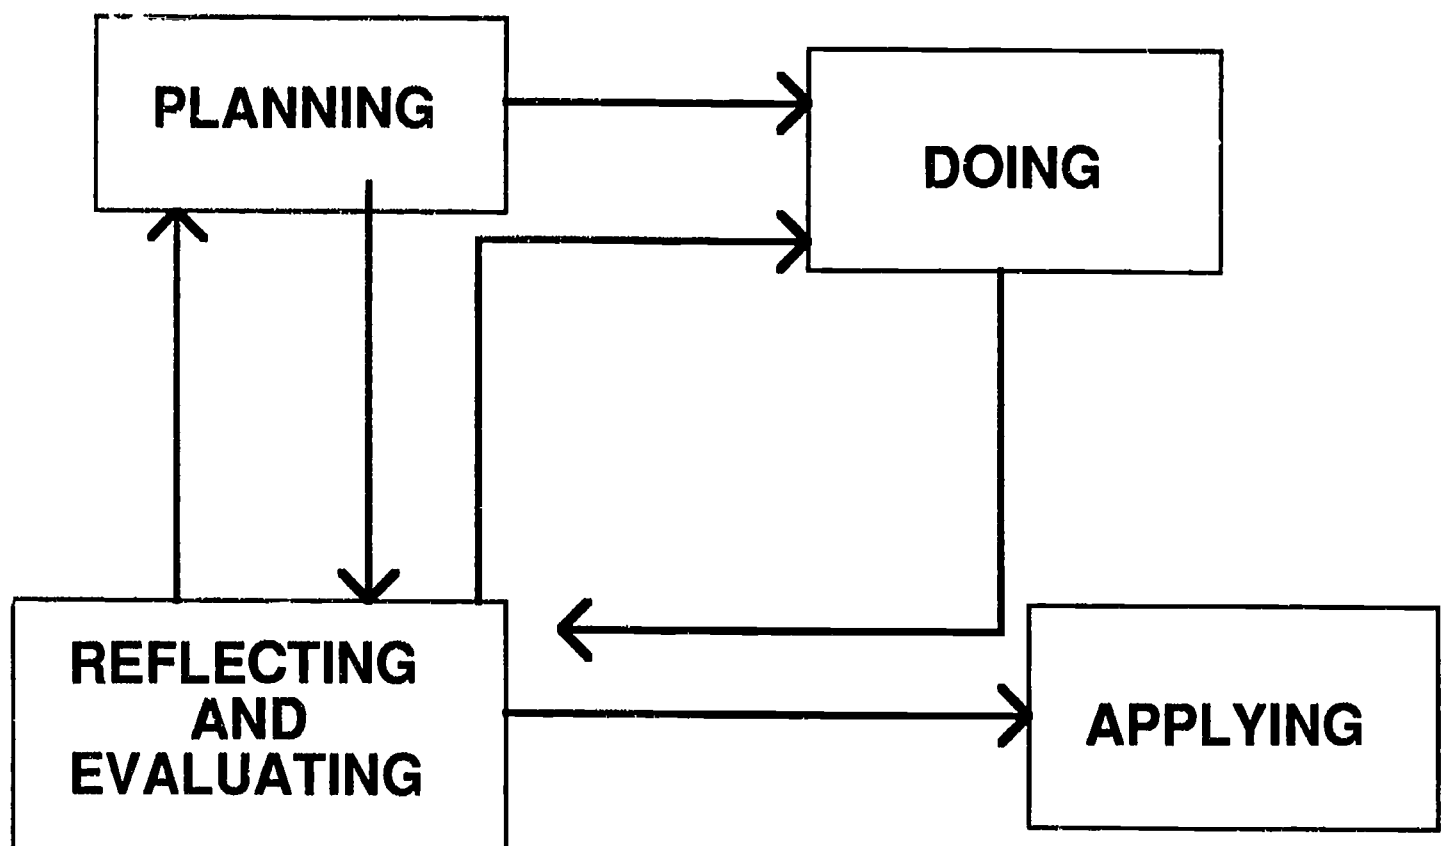 PLANNING
DOING
REFLECTING
AND
EVALUATING
APPLYING